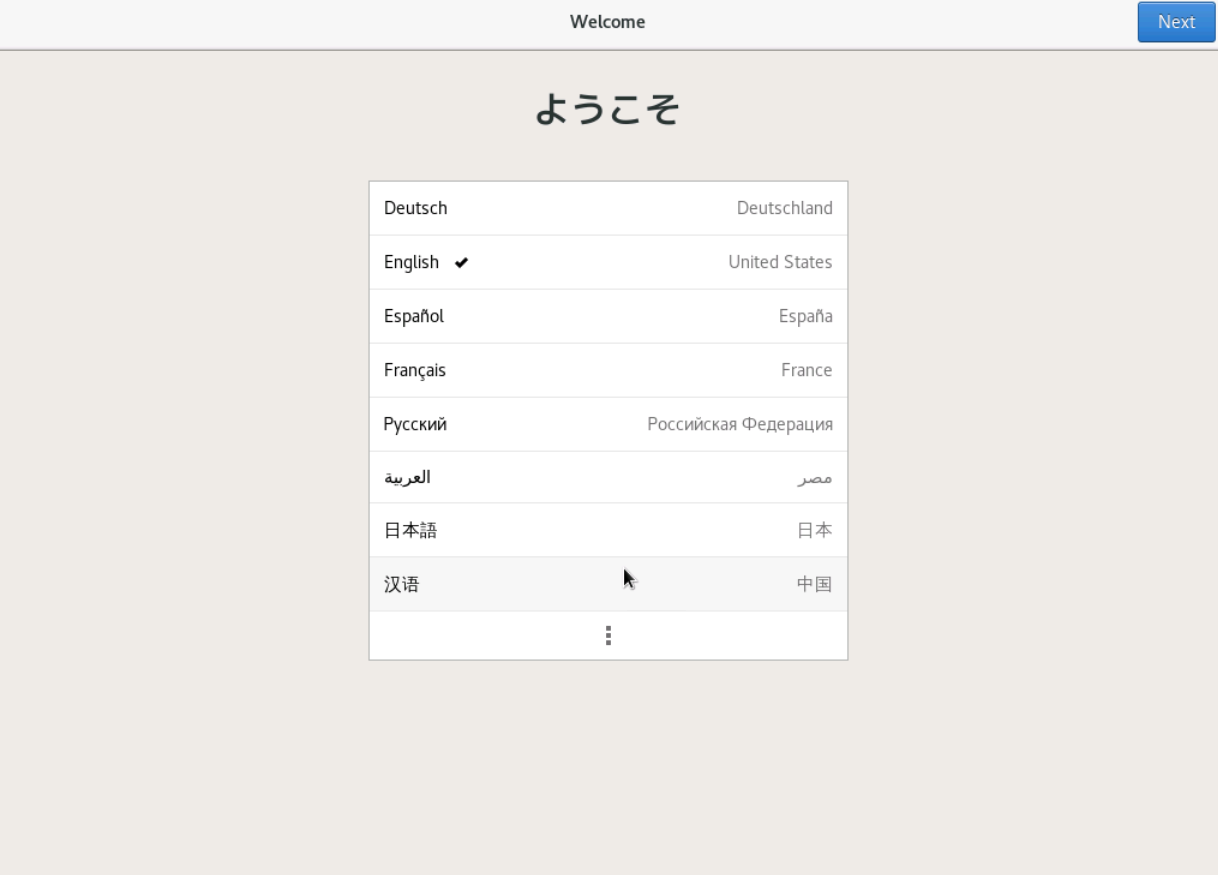 Welcome
Next
ようこそ
Deutsch Deutschland
English ✔ United States
Español España
Français France
Русский Российская Федерация
العربية مصر
日本語 日本
汉语 中国